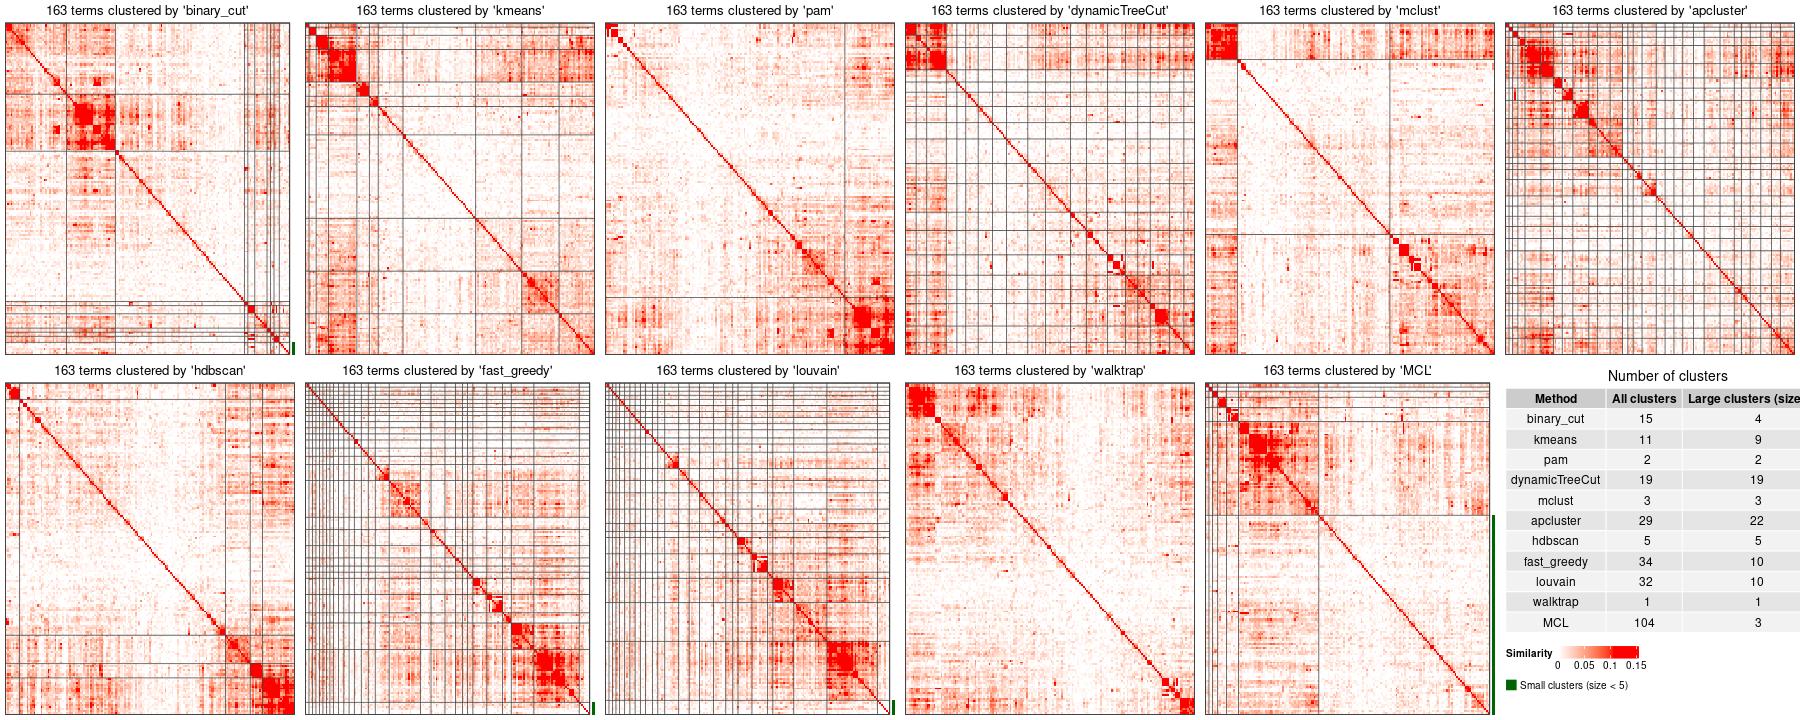 163 terms clustered by 'binary_cut'
163 terms clustered by 'kmeans'
163 terms clustered by 'pam'
163 terms clustered by 'dynamicTreeCut'
163 terms clustered by 'mclust'
163 terms clustered by 'apcluster'
163 terms clustered by 'hdbscan'
163 terms clustered by 'fast_greedy'
163 terms clustered by 'louvain'
163 terms clustered by 'walktrap'
163 terms clustered by 'MCL'
Number of clusters
Method All clusters Large clusters (size
binary_cut 15 4
kmeans 11 9
pam 2 2
dynamicTreeCut 19 19
mclust 3 3
apcluster 29 22
hdbscan 5 5
fast_greedy 34 10
louvain 32 10
walktrap 1 1
MCL 104 3
Similarity
0 0.05 0.1 0.15
Small clusters (size < 5)